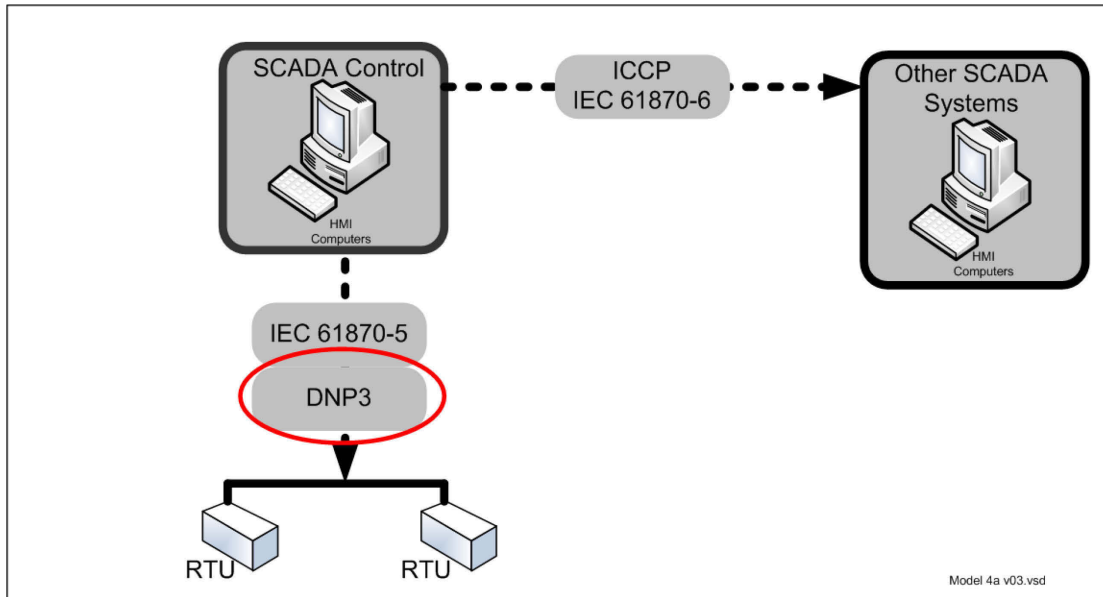 SCADA Control
HMI
Computers
ICCP
IEC 61870-6
Other SCADA
Systems
HMI
Computers
IEC 61870-5
DNP3
RTU
RTU
Model 4a v03.vsd